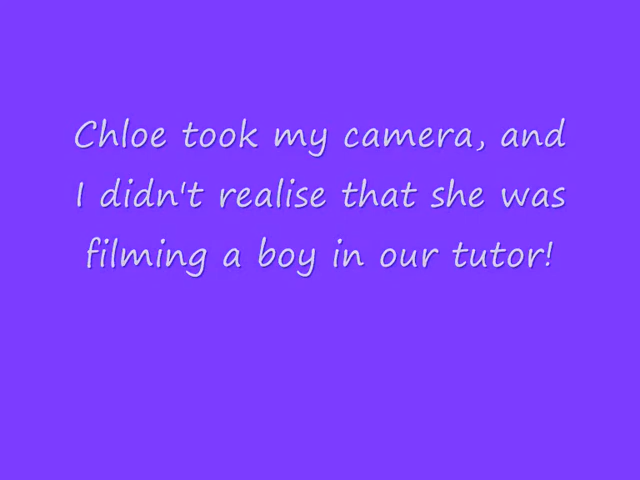 Chloe took my camera, and
I didn't realise that she was
filming a boy in our tutor!